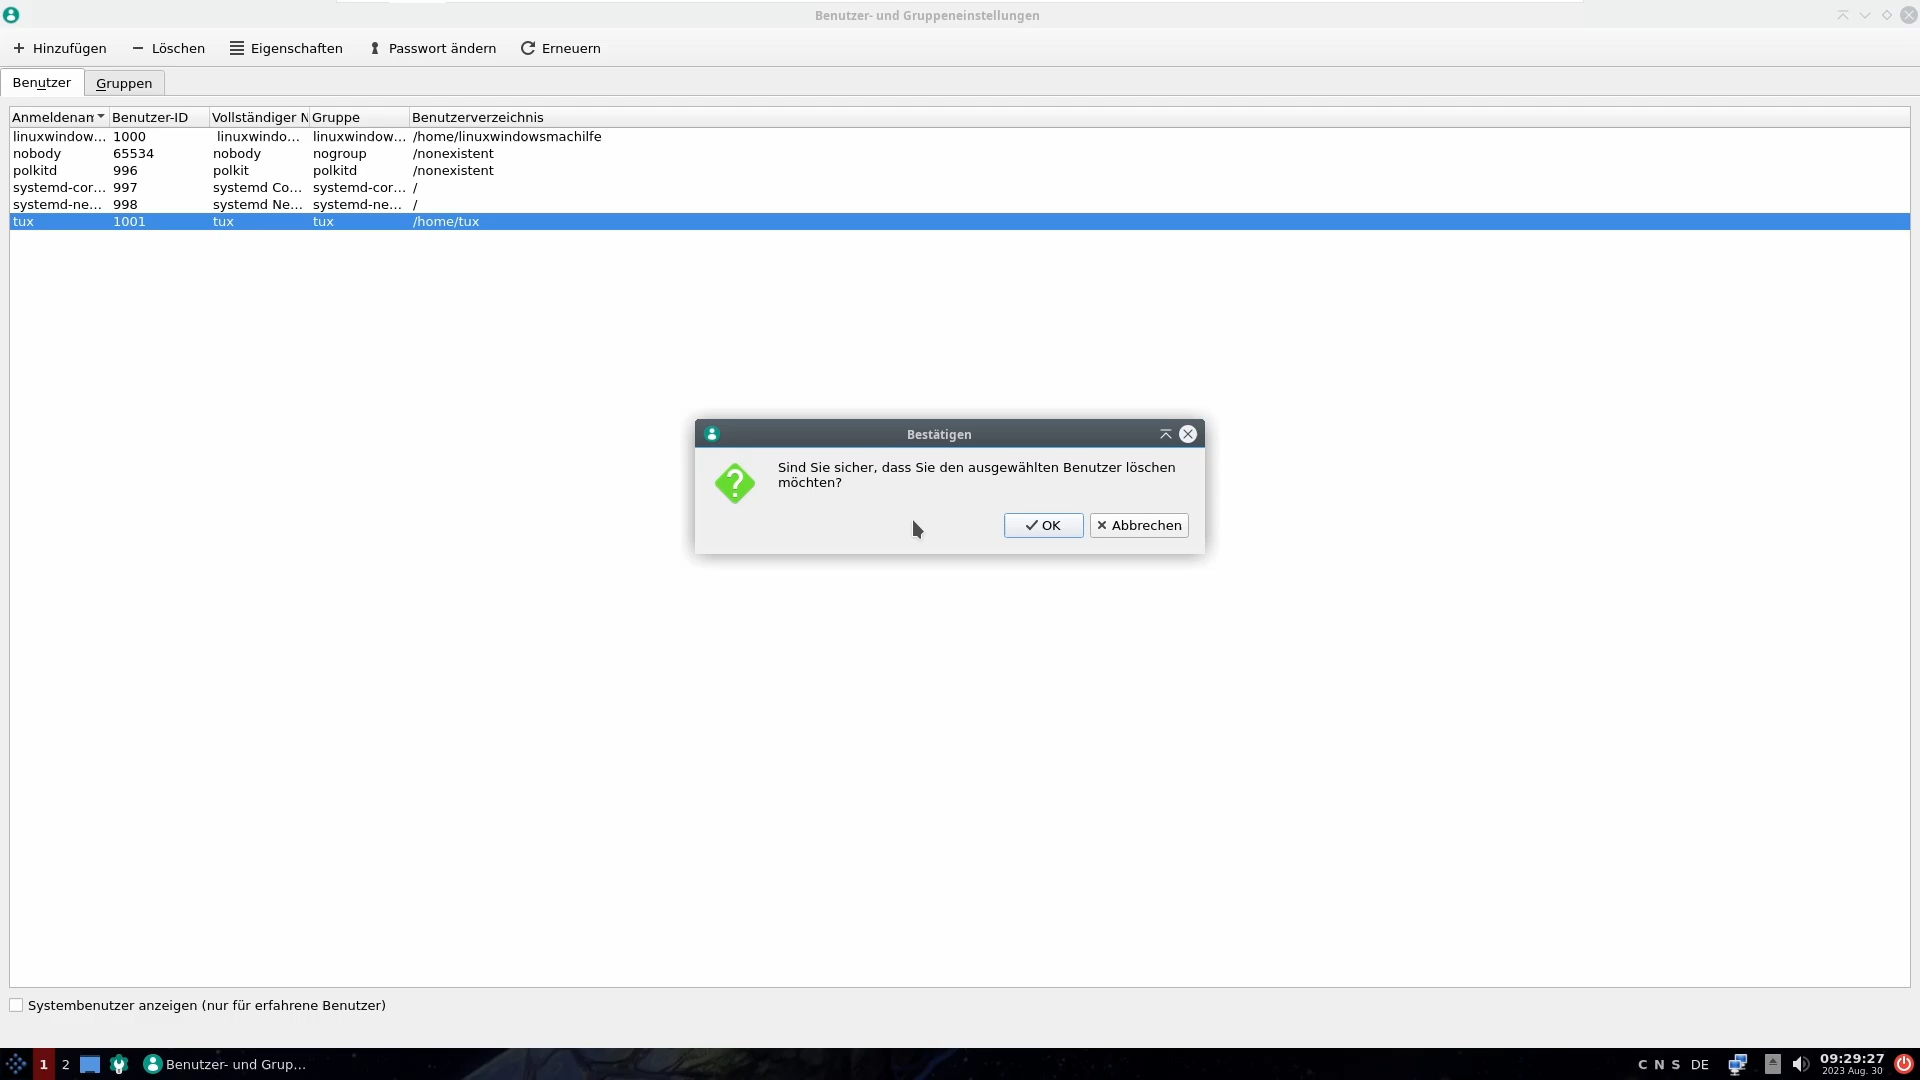 Benutzer- und Gruppeneinstellungen
Hinzufügen Löschen Eigenschaften Passwort ändern Erneuern
Benutzer Gruppen
Anmeldenam Benutzer-ID Vollständiger N Gruppe Benutzerverzeichnis
linuxwindow... 1000 linuxwindo... linuxwindow... /home/linuxwindowsmachilfe
nobody 65534 nobody nogroup /nonexistent
polkitd 996 polkit polkitd /nonexistent
systemd-cor... 997 systemd Co... systemd-cor... /
systemd-ne... 998 systemd Ne... systemd-ne... /
tux 1001 tux tux /home/tux
Bestätigen
Sind Sie sicher, dass Sie den ausgewählten Benutzer löschen
möchten?
OK Abbrechen
Systembenutzer anzeigen (nur für erfahrene Benutzer)
1 2 Benutzer- und Grup... C N S DE 09:29:27
2023 Aug. 30